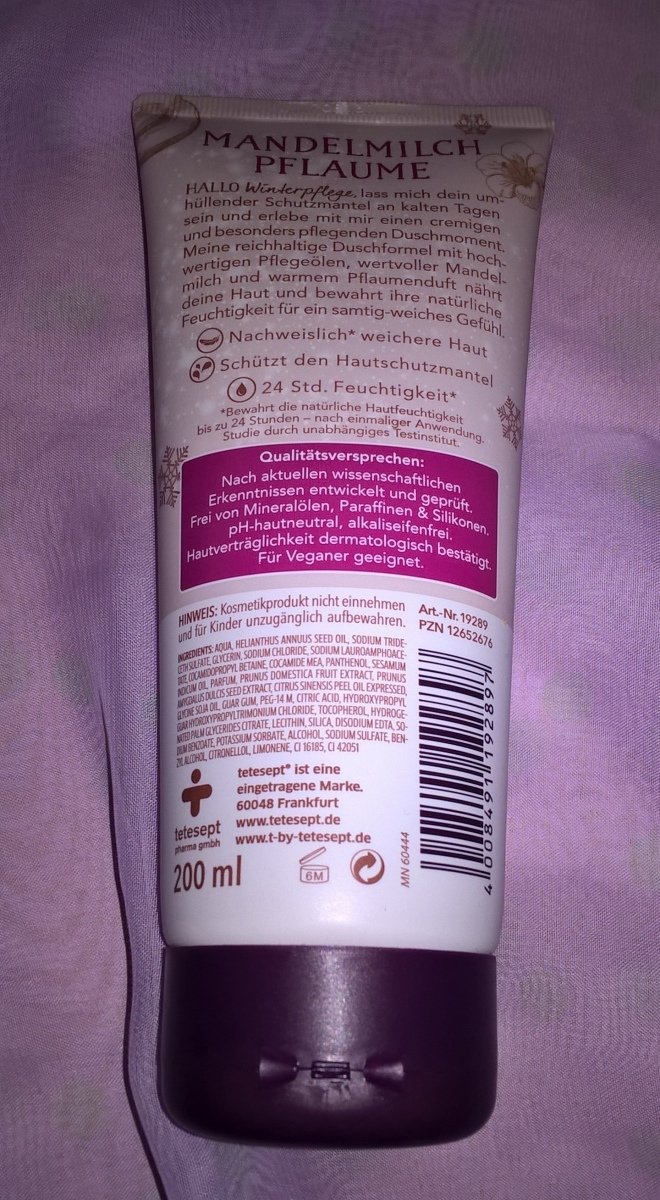 MANDELMILCH
PFLAUME
HALLO Winterpflege, lass mich dein um-
hüllender Schutzmantel an kalten Tagen
sein und erlebe mit mir einen cremigen
und besonders pflegenden Duschmoment.
Meine reichhaltige Duschformel mit hoch-
wertigen Pflegeölen, wertvoller Mandel-
milch und warmem Pflaumenduft nährt
deine Haut und bewahrt ihre natürliche
Feuchtigkeit für ein samtig-weiches Gefühl.
Nachweislich* weichere Haut
Schützt den Hautschutzmantel
24 Std. Feuchtigkeit*
*Bewahrt die natürliche Hautfeuchtigkeit
bis zu 24 Stunden – nach einmaliger Anwendung.
Studie durch unabhängiges Testinstitut.
Qualitätsversprechen:
Nach aktuellen wissenschaftlichen
Erkenntnissen entwickelt und geprüft.
Frei von Mineralölen, Paraffinen & Silikonen.
pH-hautneutral, alkaliseifenfrei.
Hautverträglichkeit dermatologisch bestätigt.
Für Veganer geeignet.
HINWEIS: Kosmetikprodukt nicht einnehmen
und für Kinder unzugänglich aufbewahren.
Art.-Nr. 19289
PZN 12652676
INGREDIENTS: AQUA, HELIANTHUS ANNUUS SEED OIL, SODIUM TRIDE-
CETH SULFATE, GLYCERIN, SODIUM CHLORIDE, SODIUM LAUROAMPHOACE-
TATE, COCAMIDOPROPYL BETAINE, COCAMIDE MEA, PANTHENOL, SESAMUM
INDICUM OIL, PARFUM, PRUNUS DOMESTICA FRUIT EXTRACT, PRUNUS
AMYGDALUS DULCIS SEED EXTRACT, CITRUS SINENSIS PEEL OIL EXPRESSED,
GLYCINE SOJA OIL, GUAR GUM, PEG-14 M, CITRIC ACID, HYDROXYPROPYL
GUAR HYDROXYPROPYLTRIMONIUM CHLORIDE, TOCOPHEROL, HYDROGE-
NATED PALM GLYCERIDES CITRATE, LECITHIN, SILICA, DISODIUM EDTA, SO-
DIUM BENZOATE, POTASSIUM SORBATE, ALCOHOL, SODIUM SULFATE, BEN-
ZYL ALCOHOL, CITRONELLOL, LIMONENE, CI 16185, CI 42051
tetesept
pharma gmbh
tetesept® ist eine
eingetragene Marke.
60048 Frankfurt
www.tetesept.de
www.t-by-tetesept.de
200 ml
6M
MN 60444
4 008491 192897